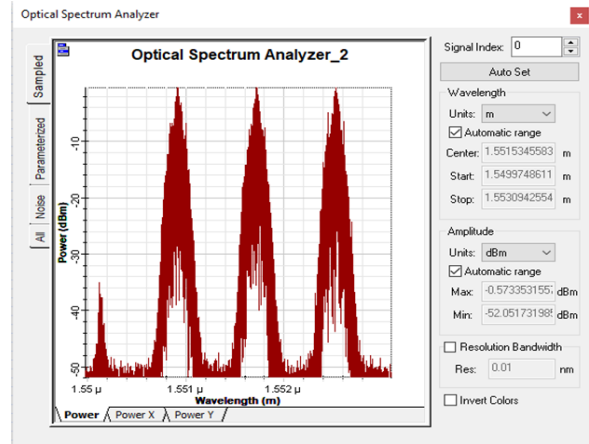 Optical Spectrum Analyzer
x
Optical Spectrum Analyzer_2
Sampled
Parameterized
Noise
All
Power (dBm)
-10
-20
-30
-40
-50
1.55 µ
1.551 µ
1.552 µ
Wavelength (m)
Power
Power X
Power Y
Signal Index: 0
Auto Set
Wavelength
Units: m
Automatic range
Center: 1.5515345583 m
Start: 1.5499748611 m
Stop: 1.5530942554 m
Amplitude
Units: dBm
Automatic range
Max: -0.573353155 dBm
Min: -52.05173198 dBm
Resolution Bandwidth
Res: 0.01 nm
Invert Colors